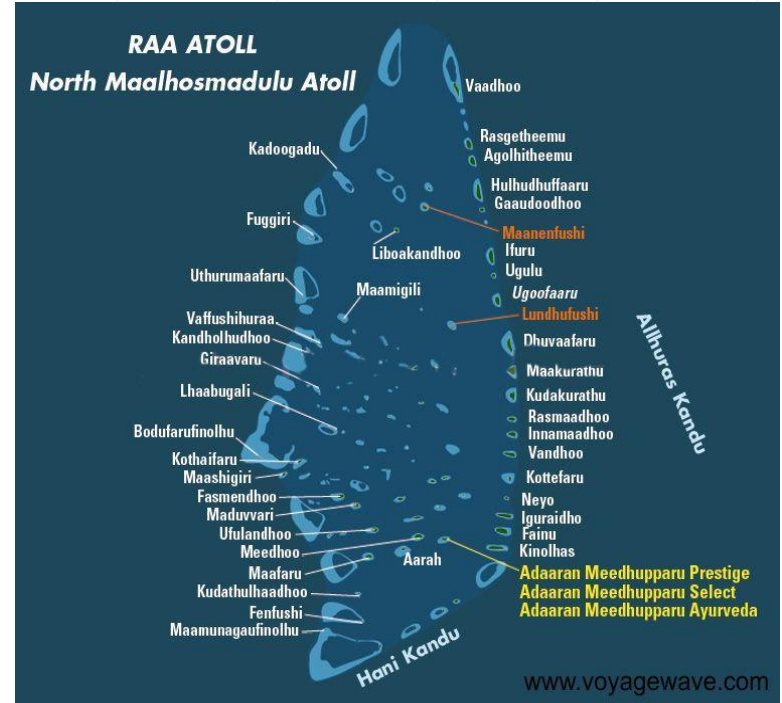 RAA ATOLL
North Maalhosmadulu Atoll
Vaadhoo
Rasgetheemu
Agolhitheemu
Kadoogadu
Hulhudhuffaaru
Gaaudoodhoo
Fuggiri
Maanenfushi
Liboakandhoo
Ifuru
Ugulu
Uthurumaafaru
Maamigili
Ugoofaaru
Lundhufushi
Vaffushihuraa
Kandholhudhoo
Giraavaru
Dhuvaafaru
Maakurathu
Lhaabugali
Kudakurathu
Rasmaadhoo
Innamaadhoo
Vandhoo
Allhuras Kandu
Bodufarufinolhu
Kothaifaru
Maashigiri
Fasmendhoo
Maduvvari
Ufulandhoo
Meedhoo
Maafaru
Kudathulhaadhoo
Fenfushi
Maamunagaufinolhu
Kottefaru
Neyo
Iguraidho
Fainu
Kinolhas
Aarah
Adaaran Meedhupparu Prestige
Adaaran Meedhupparu Select
Adaaran Meedhupparu Ayurveda
Hani Kandu
www.voyagewave.com